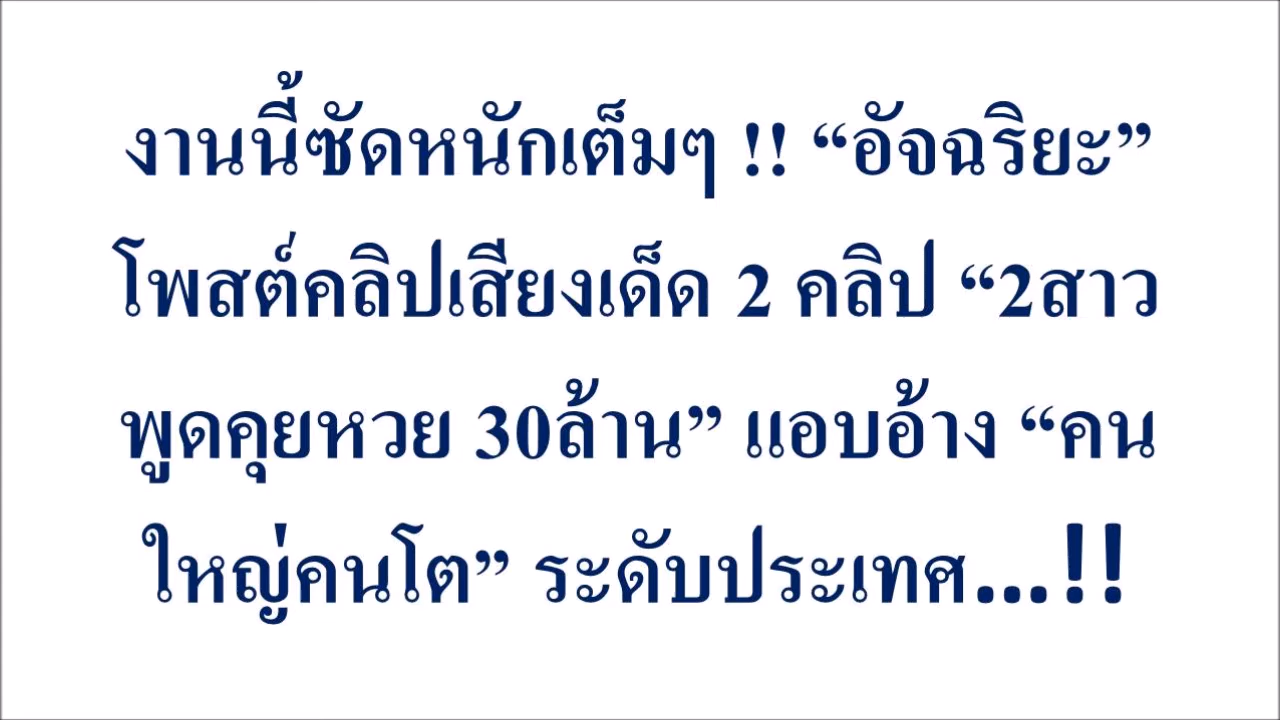 งานนี้ซัดหนักเต็มๆ !! “อัจฉริยะ”
โพสต์คลิปเสียงเด็ด 2 คลิป “2สาว
พูดคุยหวย 30ล้าน” แอบอ้าง “คน
ใหญ่คนโต” ระดับประเทศ...!!